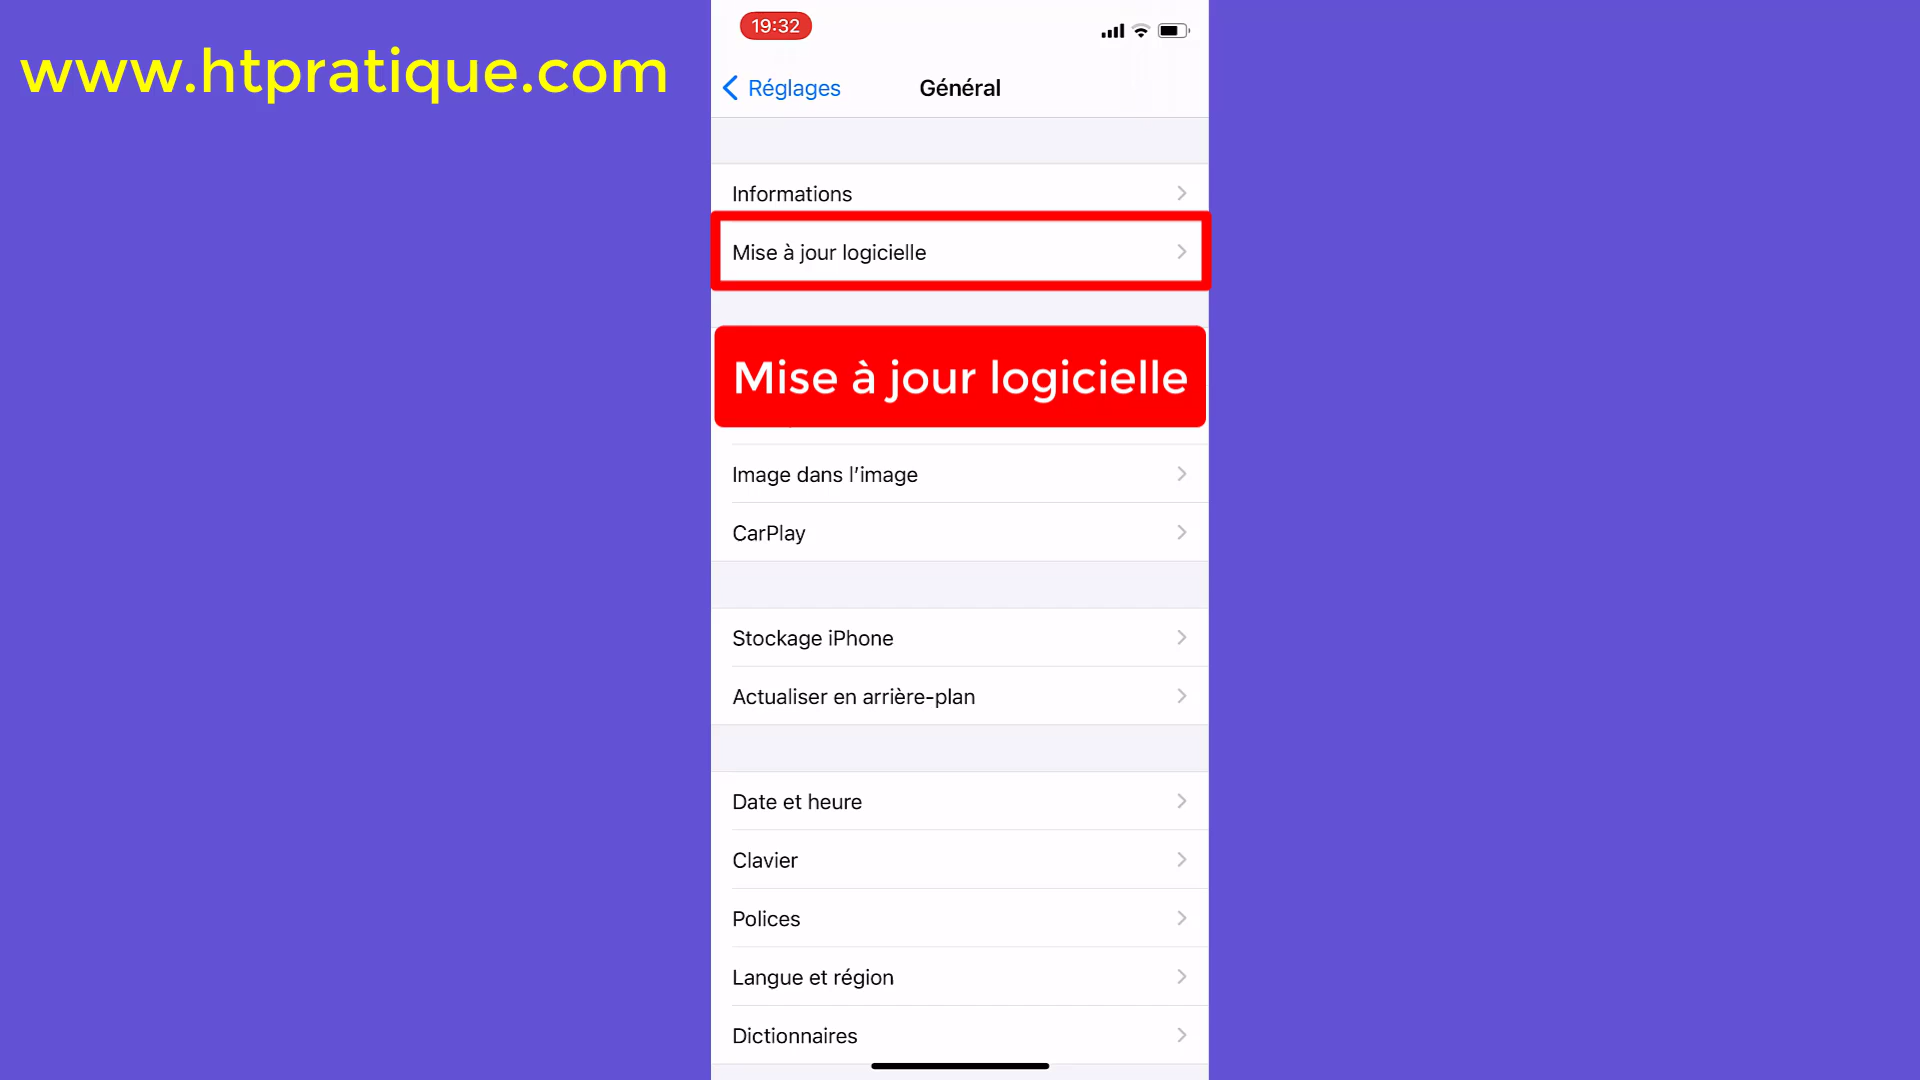 www.htpratique.com
19:32
Réglages
Général
Informations
Mise à jour logicielle
Mise à jour logicielle
Image dans l’image
CarPlay
Stockage iPhone
Actualiser en arrière-plan
Date et heure
Clavier
Polices
Langue et région
Dictionnaires